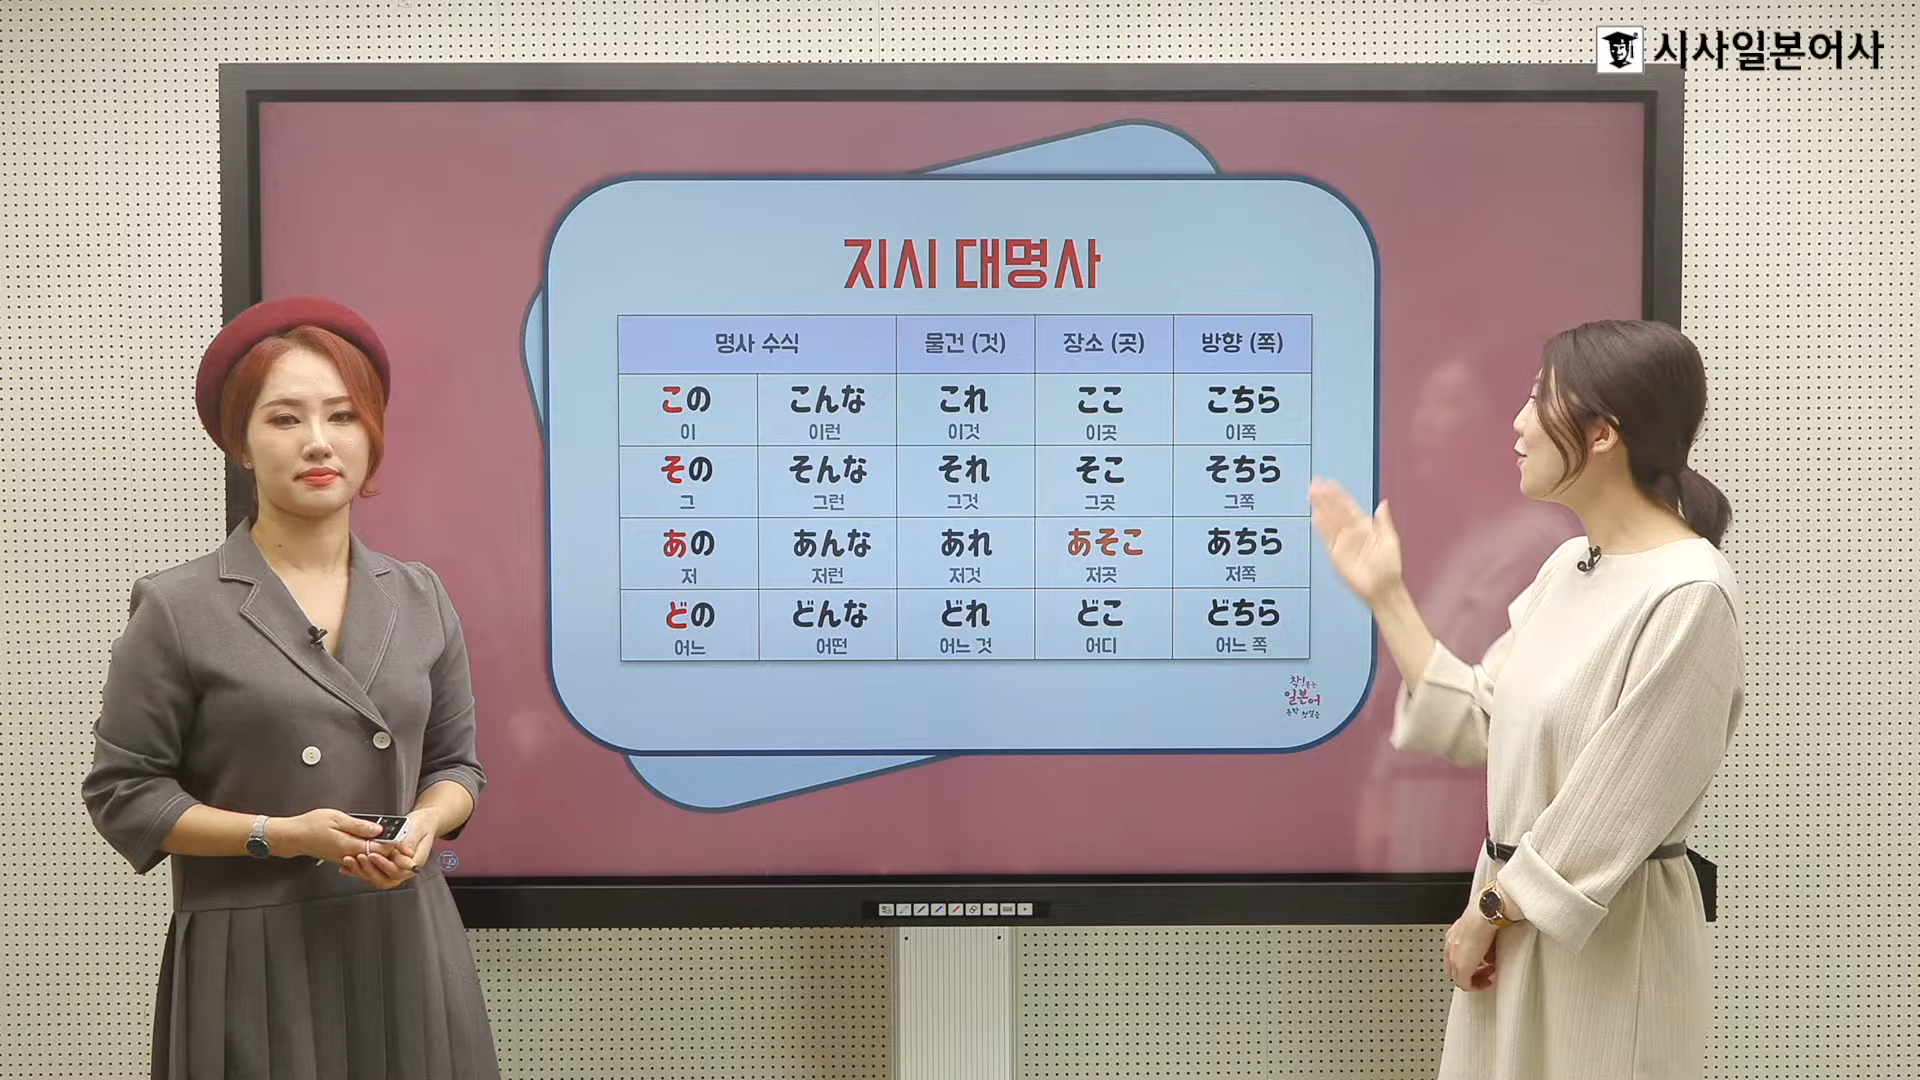 시사일본어사
지시 대명사
명사 수식 물건 (것) 장소 (곳) 방향 (쪽)
この こんな これ ここ こちら
이 이런 이것 이곳 이쪽
その そんな それ そこ そちら
그 그런 그것 그곳 그쪽
あの あんな あれ あそこ あちら
저 저런 저것 저곳 저쪽
どの どんな どれ どこ どちら
어느 어떤 어느 것 어디 어느 쪽
착! 붙는
일본어